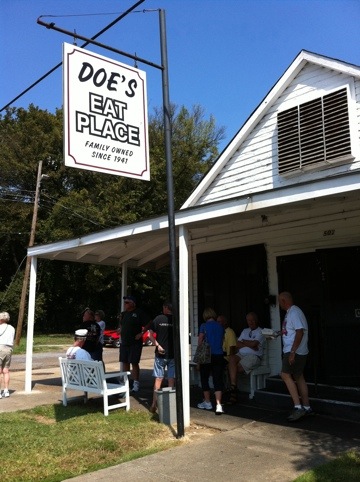 DOE'S
EAT
PLACE
FAMILY OWNED
SINCE 1941